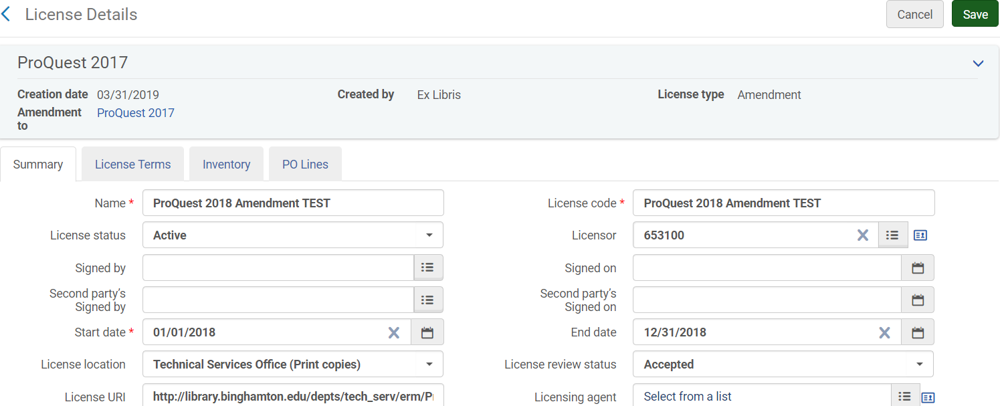 License Details
Cancel
Save
ProQuest 2017
Creation date 03/31/2019 Created by Ex Libris License type Amendment
Amendment to ProQuest 2017
Summary License Terms Inventory PO Lines
Name * ProQuest 2018 Amendment TEST License code * ProQuest 2018 Amendment TEST
License status Active Licensor 653100
Signed by Signed on
Second party's Signed by Second party's Signed on
Start date * 01/01/2018 End date 12/31/2018
License location Technical Services Office (Print copies) License review status Accepted
License URI http://library.binghamton.edu/depts/tech_serv/erm/P Licensing agent Select from a list